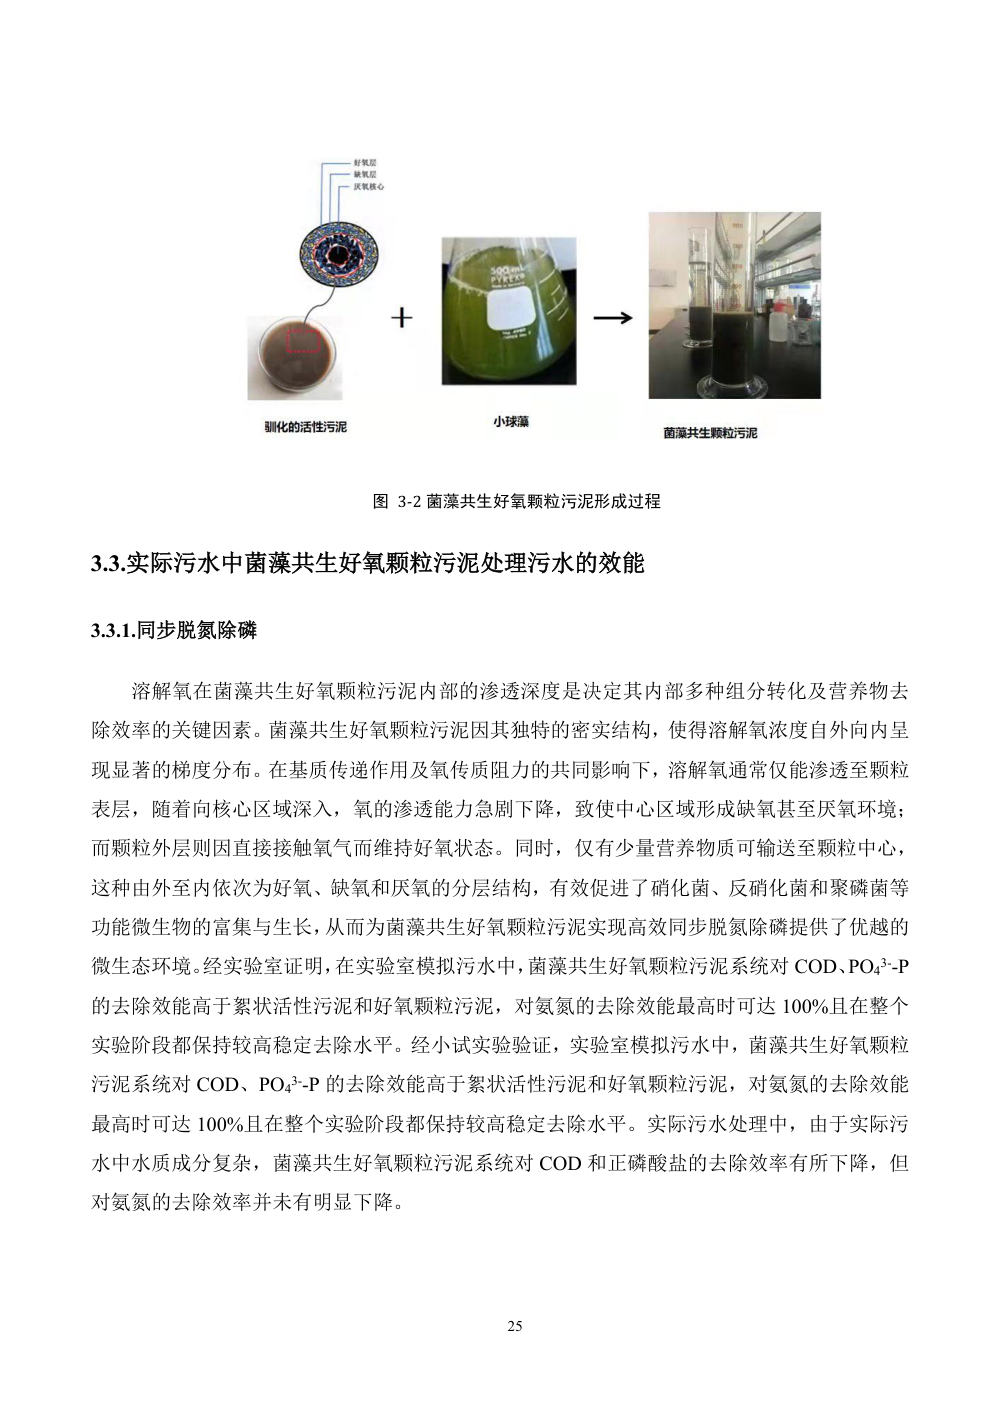 好氧层
缺氧层
厌氧核心
500 mL
PYREX®
驯化的活性污泥
+
小球藻
菌藻共生颗粒污泥
图 3-2 菌藻共生好氧颗粒污泥形成过程
3.3.实际污水中菌藻共生好氧颗粒污泥处理污水的效能
3.3.1.同步脱氮除磷
溶解氧在菌藻共生好氧颗粒污泥内部的渗透深度是决定其内部多种组分转化及营养物去
除效率的关键因素。菌藻共生好氧颗粒污泥因其独特的密实结构，使得溶解氧浓度自外向内呈
现显著的梯度分布。在基质传递作用及氧传质阻力的共同影响下，溶解氧通常仅能渗透至颗粒
表层，随着向核心区域深入，氧的渗透能力急剧下降，致使中心区域形成缺氧甚至厌氧环境；
而颗粒外层则因直接接触氧气而维持好氧状态。同时，仅有少量营养物质可输送至颗粒中心，
这种由外至内依次为好氧、缺氧和厌氧的分层结构，有效促进了硝化菌、反硝化菌和聚磷菌等
功能微生物的富集与生长，从而为菌藻共生好氧颗粒污泥实现高效同步脱氮除磷提供了优越的
微生态环境。经实验室证明，在实验室模拟污水中，菌藻共生好氧颗粒污泥系统对 COD、PO₄³⁻-P
的去除效能高于絮状活性污泥和好氧颗粒污泥，对氨氮的去除效能最高时可达 100%且在整个
实验阶段都保持较高稳定去除水平。经小试实验验证，实验室模拟污水中，菌藻共生好氧颗粒
污泥系统对 COD、PO₄³⁻-P 的去除效能高于絮状活性污泥和好氧颗粒污泥，对氨氮的去除效能
最高时可达 100%且在整个实验阶段都保持较高稳定去除水平。实际污水处理中，由于实际污
水中水质成分复杂，菌藻共生好氧颗粒污泥系统对 COD 和正磷酸盐的去除效率有所下降，但
对氨氮的去除效率并未有明显下降。
25